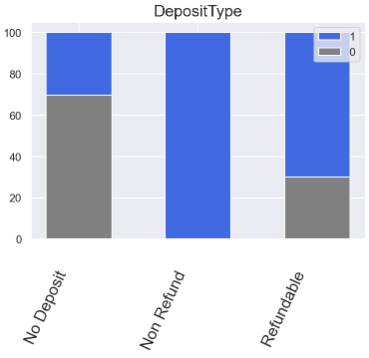 DepositType
100
80
60
40
20
0
1
0
No Deposit
Non Refund
Refundable